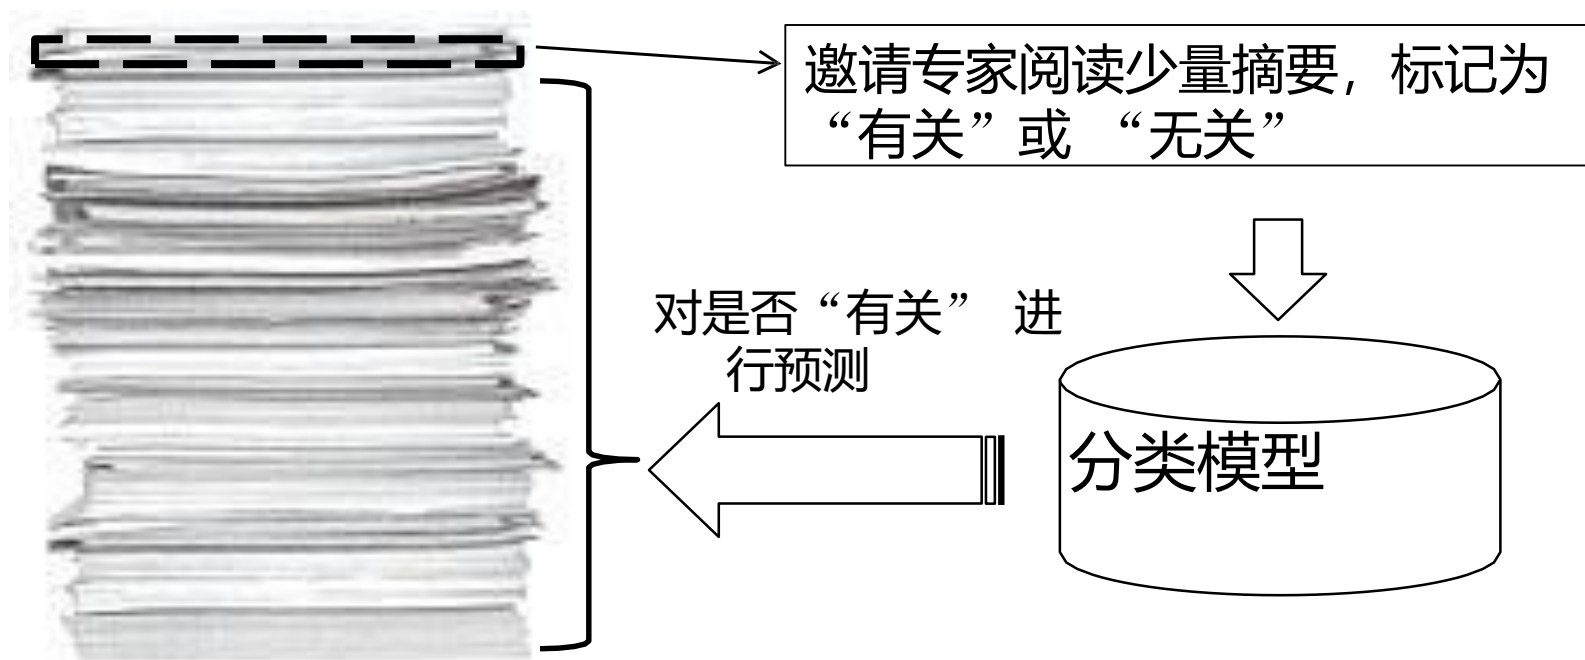 邀请专家阅读少量摘要，标记为
“有关”或 “无关”
对是否“有关” 进
行预测
分类模型